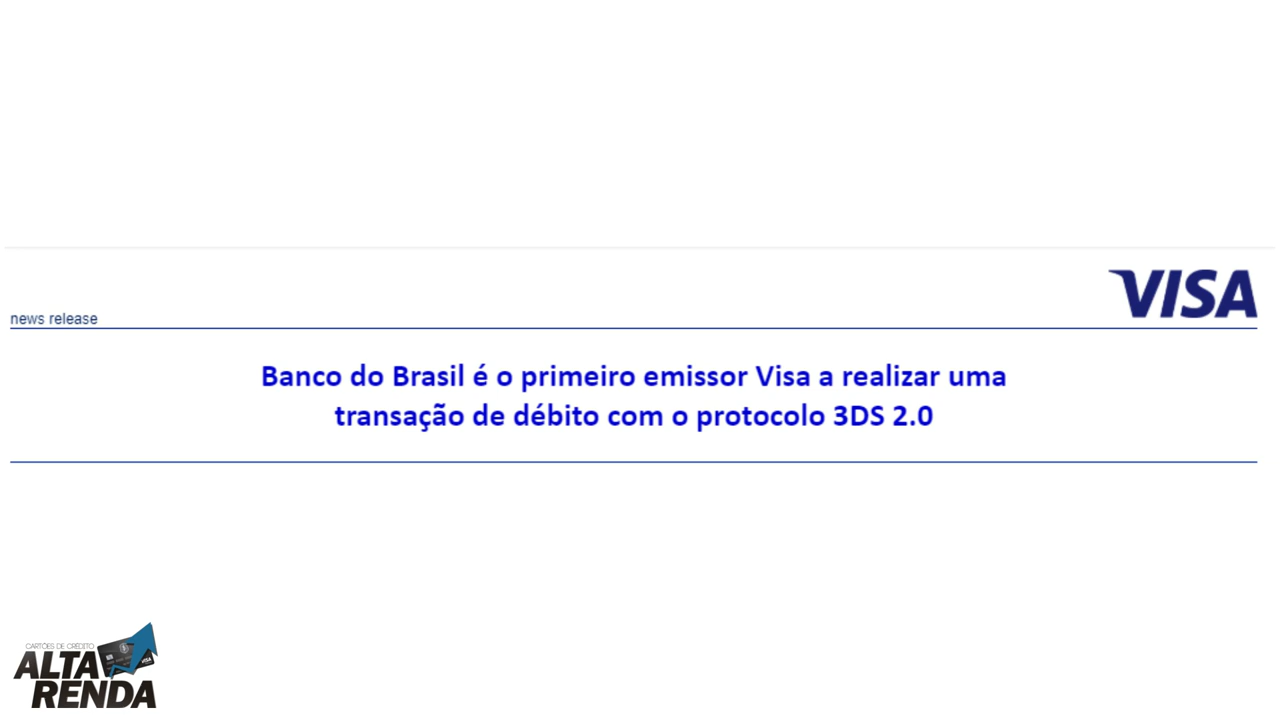 VISA
news release
Banco do Brasil é o primeiro emissor Visa a realizar uma
transação de débito com o protocolo 3DS 2.0
CARTÕES DE CRÉDITO
ALTA
RENDA
VISA